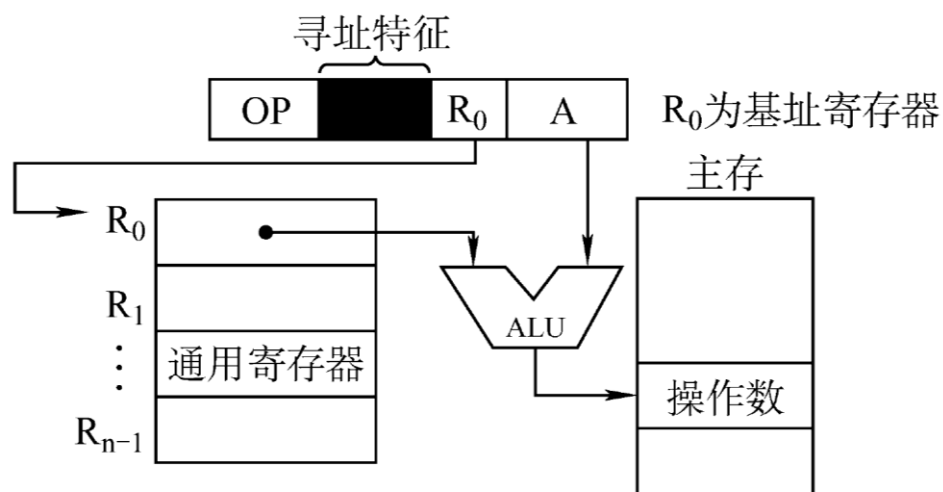 寻址特征
OP R₀ A R₀为基址寄存器
主存
R₀
R₁
ALU
⋮ 通用寄存器
操作数
Rₙ₋₁